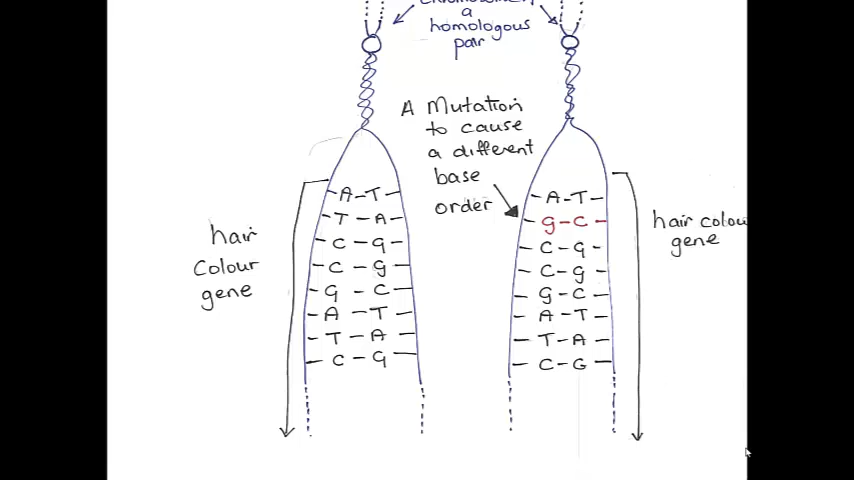 a
homologous
pair
A Mutation
to cause
a different
base
order
hair
Colour
gene
hair colou
gene
A-T
T-A
C-G
C-G
G-C
A-T
T-A
C-G
A-T
G-C
C-G
C-G
G-C
A-T
T-A
C-G